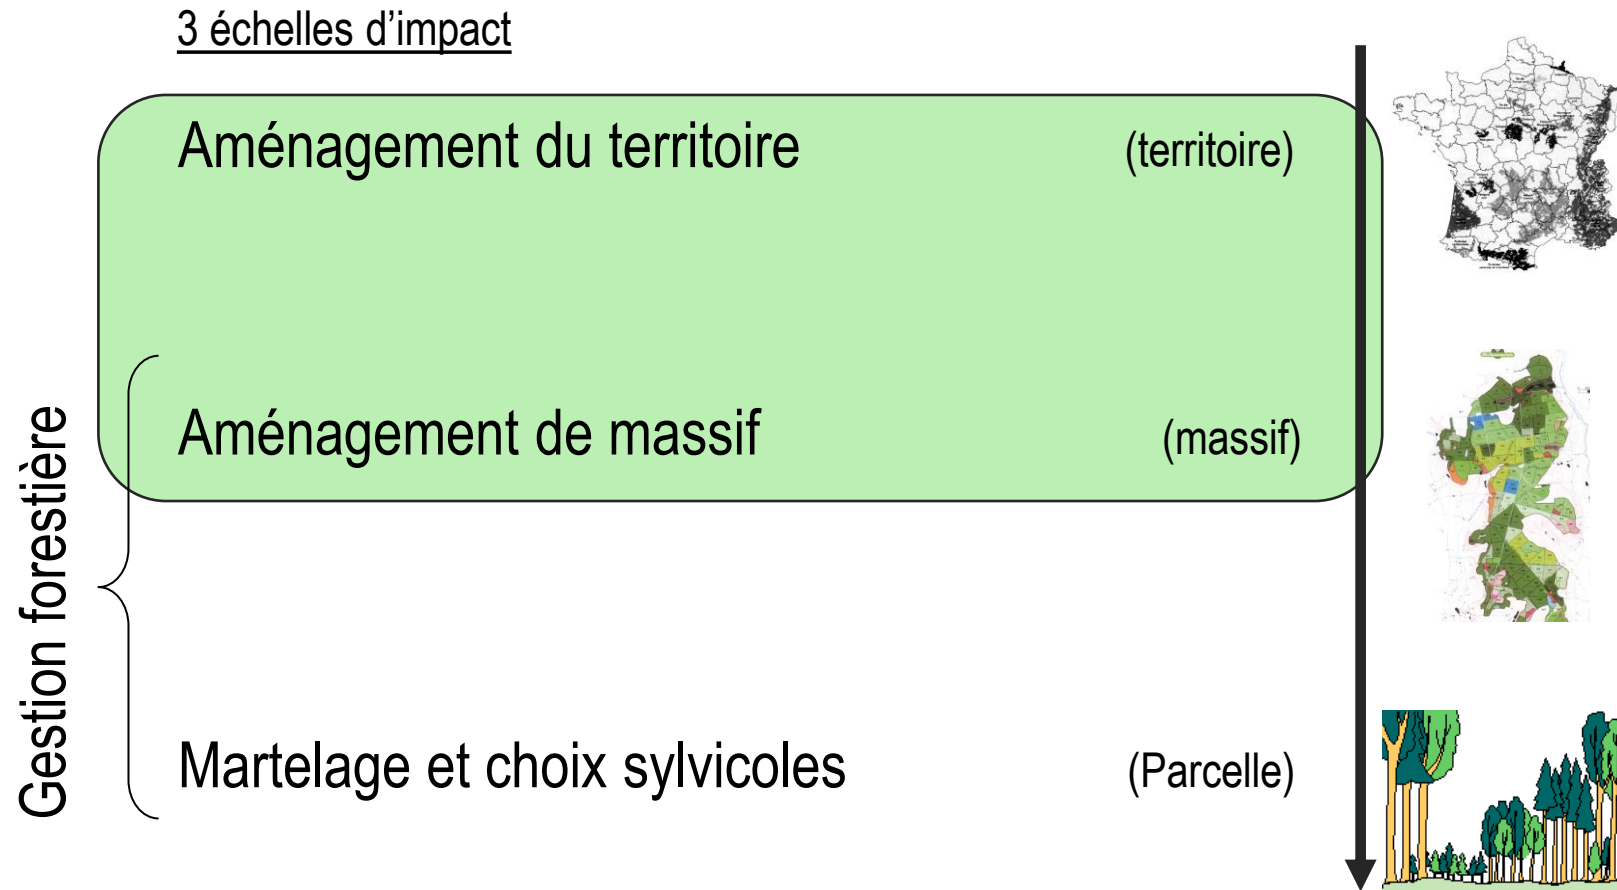 3 échelles d’impact
Aménagement du territoire (territoire)
Aménagement de massif (massif)
Gestion forestière
Martelage et choix sylvicoles (Parcelle)